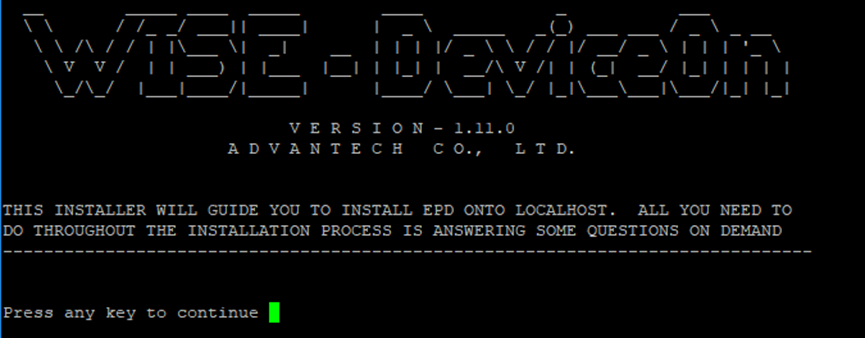 WISE-DeviceOn
V E R S I O N - 1.11.0
A D V A N T E C H   C O.,   L T D.
THIS INSTALLER WILL GUIDE YOU TO INSTALL EPD ONTO LOCALHOST.  ALL YOU NEED TO
DO THROUGHOUT THE INSTALLATION PROCESS IS ANSWERING SOME QUESTIONS ON DEMAND
Press any key to continue